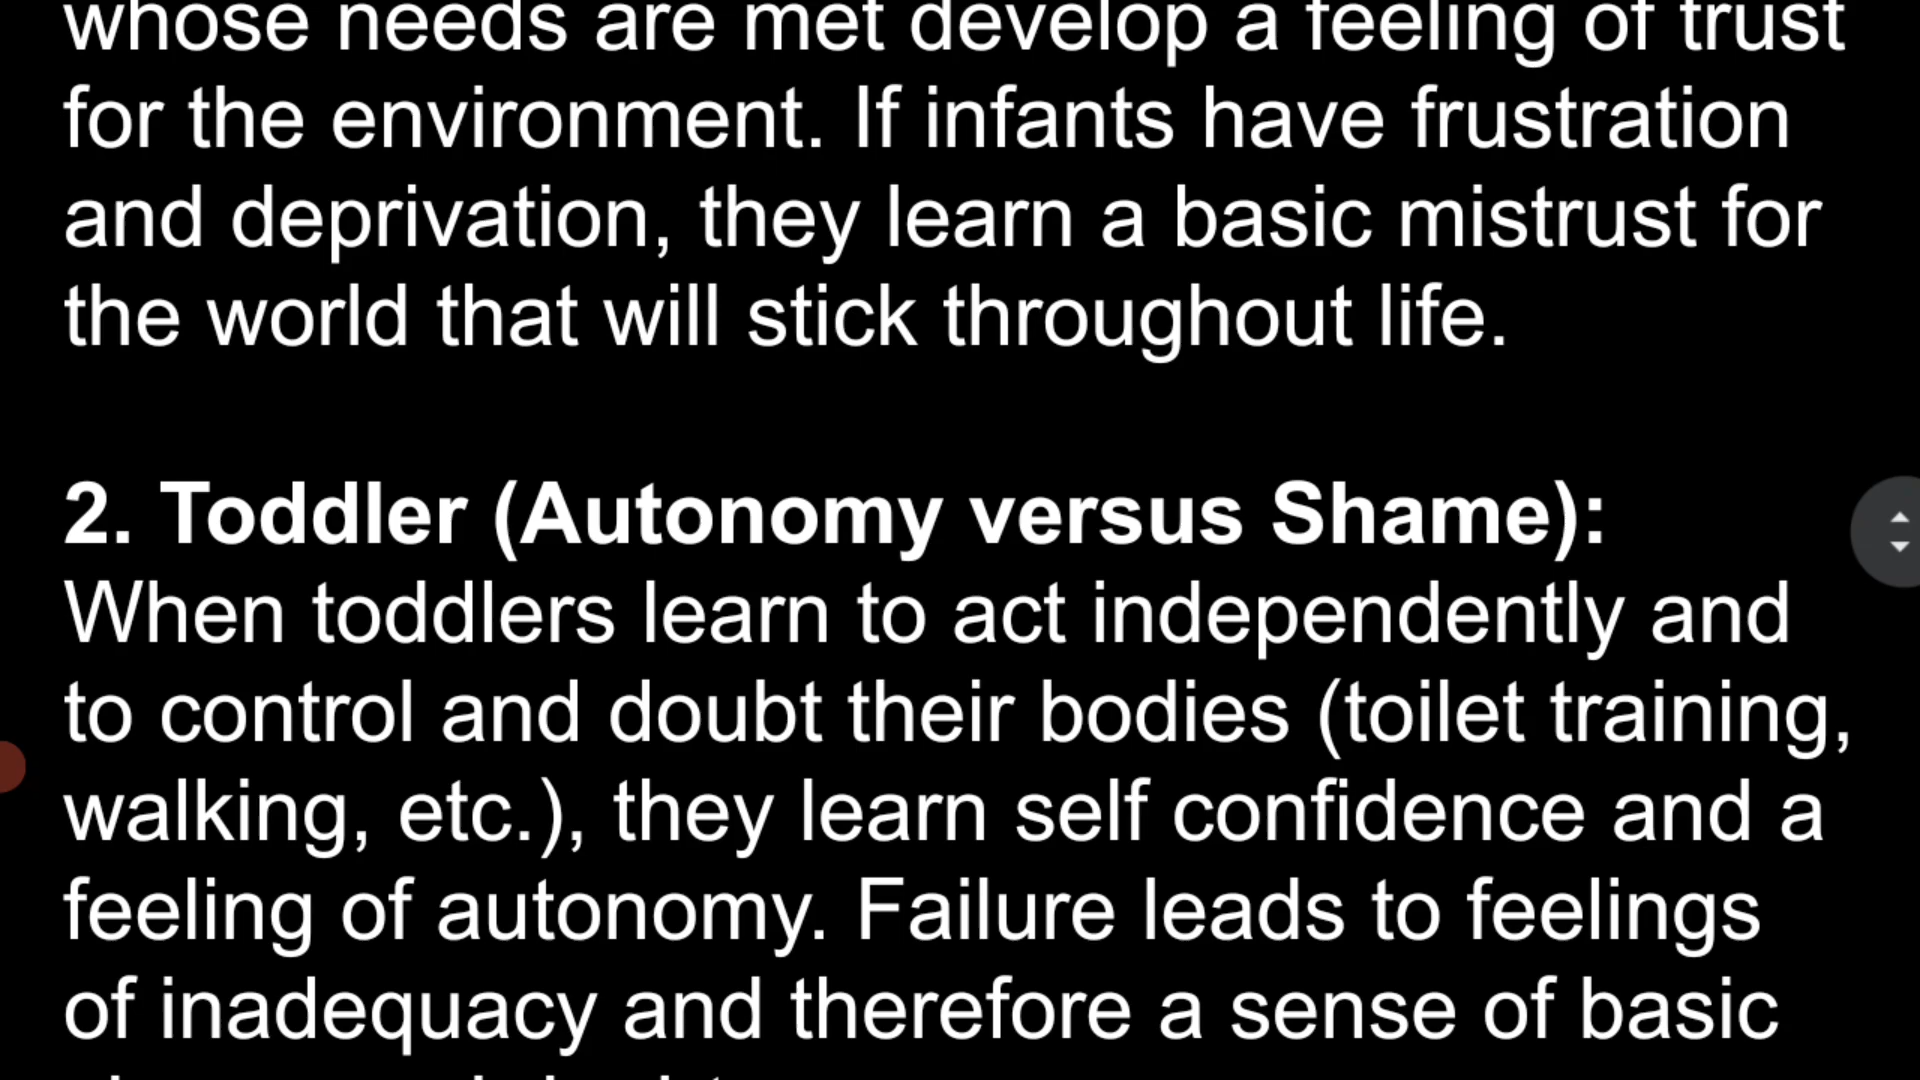 whose needs are met develop a feeling of trust
for the environment. If infants have frustration
and deprivation, they learn a basic mistrust for
the world that will stick throughout life.
2. Toddler (Autonomy versus Shame):
When toddlers learn to act independently and
to control and doubt their bodies (toilet training,
walking, etc.), they learn self confidence and a
feeling of autonomy. Failure leads to feelings
of inadequacy and therefore a sense of basic